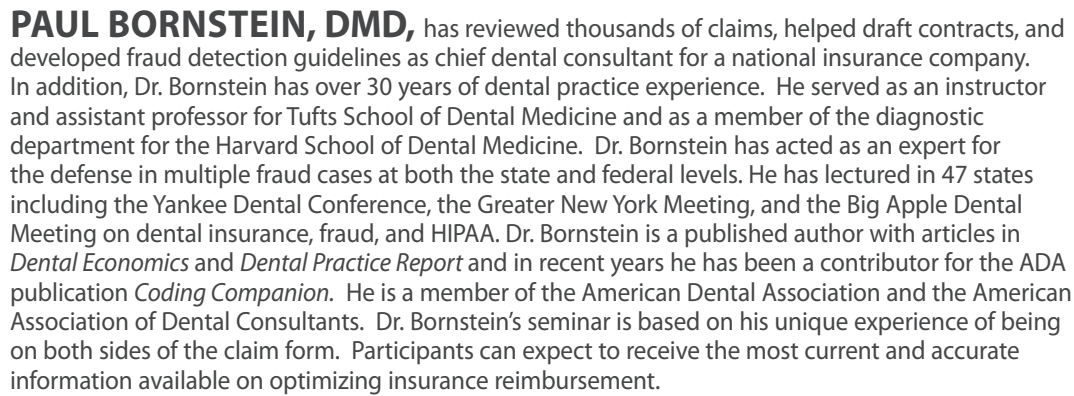 PAUL BORNSTEIN, DMD, has reviewed thousands of claims, helped draft contracts, and
developed fraud detection guidelines as chief dental consultant for a national insurance company.
In addition, Dr. Bornstein has over 30 years of dental practice experience.  He served as an instructor
and assistant professor for Tufts School of Dental Medicine and as a member of the diagnostic
department for the Harvard School of Dental Medicine.  Dr. Bornstein has acted as an expert for
the defense in multiple fraud cases at both the state and federal levels. He has lectured in 47 states
including the Yankee Dental Conference, the Greater New York Meeting, and the Big Apple Dental
Meeting on dental insurance, fraud, and HIPAA. Dr. Bornstein is a published author with articles in
Dental Economics and Dental Practice Report and in recent years he has been a contributor for the ADA
publication Coding Companion.  He is a member of the American Dental Association and the American
Association of Dental Consultants.  Dr. Bornstein’s seminar is based on his unique experience of being
on both sides of the claim form.  Participants can expect to receive the most current and accurate
information available on optimizing insurance reimbursement.